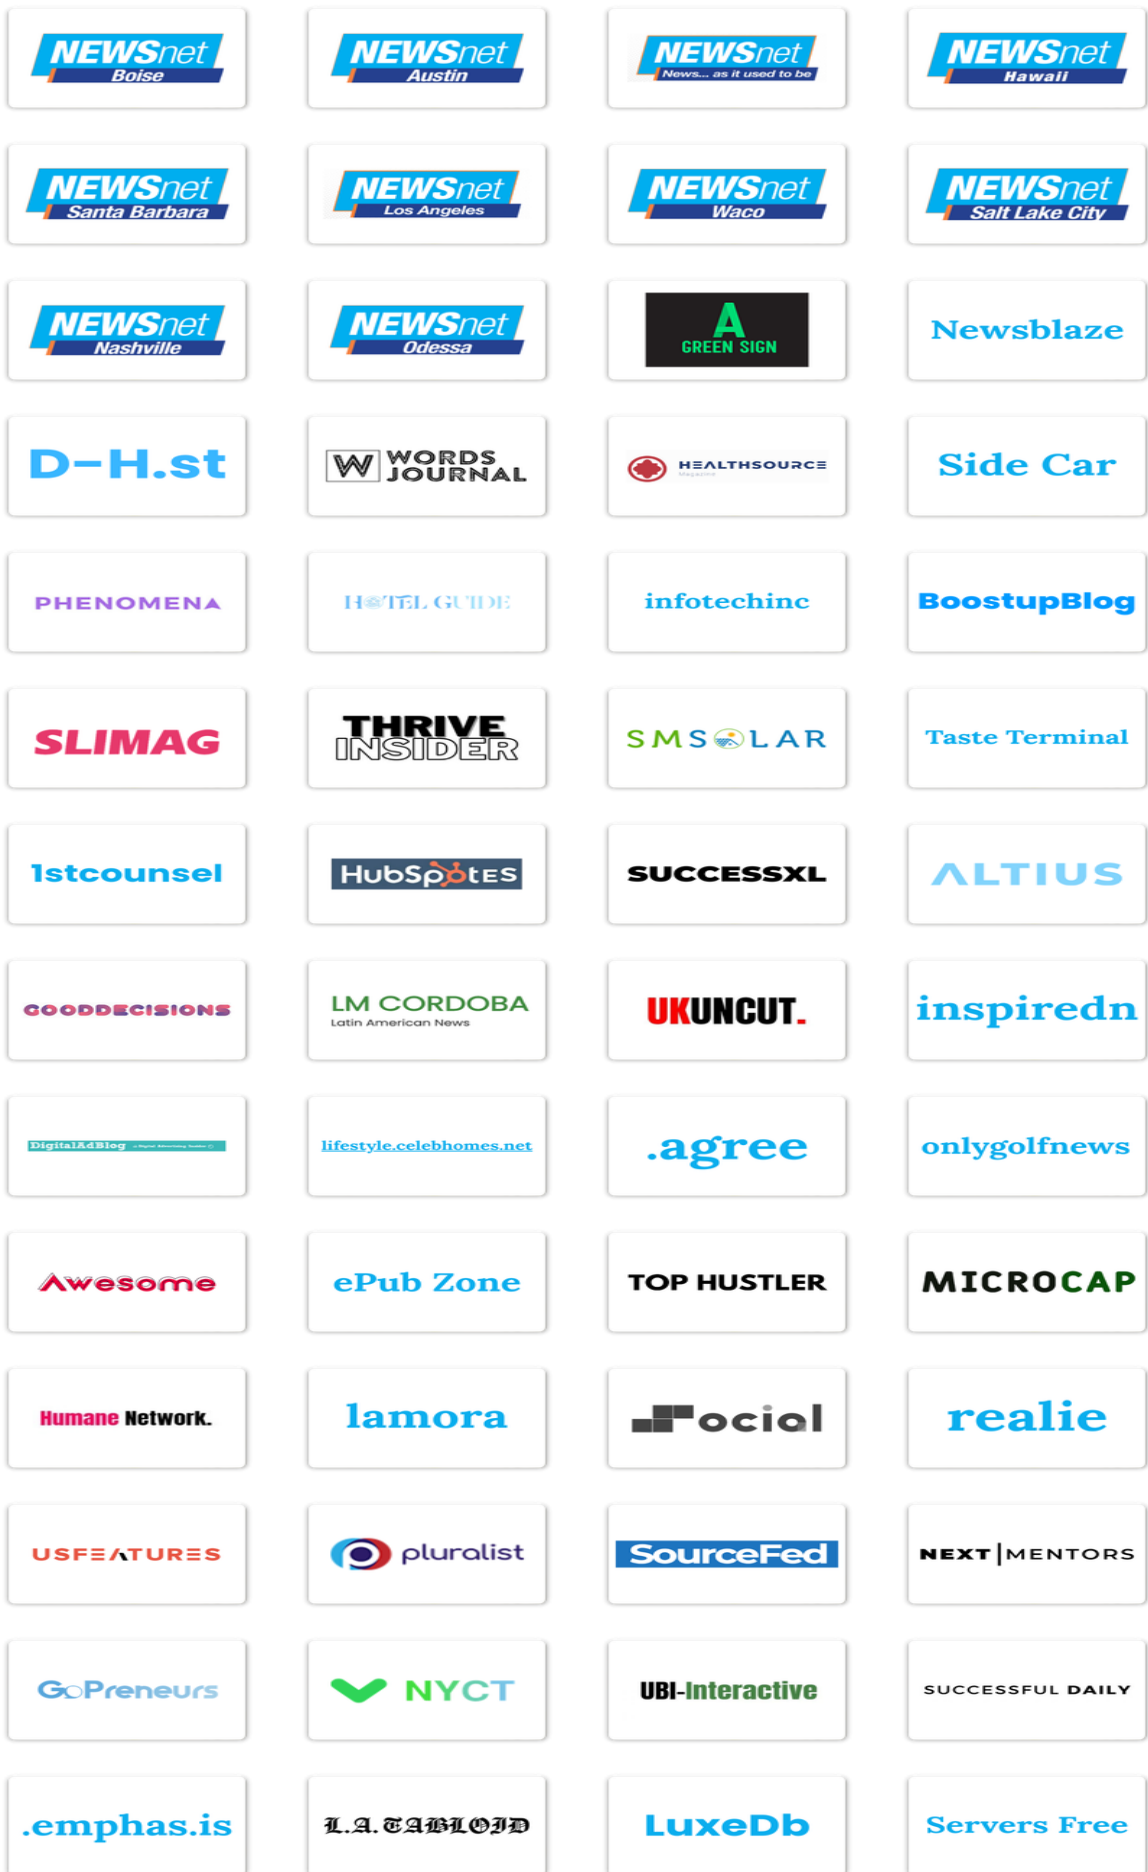 NEWSnet
Boise
NEWSnet
Austin
NEWSnet
News... as it used to be
NEWSnet
Hawaii
NEWSnet
Santa Barbara
NEWSnet
Los Angeles
NEWSnet
Waco
NEWSnet
Salt Lake City
NEWSnet
Nashville
NEWSnet
Odessa
A
GREEN SIGN
Newsblaze
D-H.st
W WORDS
JOURNAL
HEALTHSOURCE
Magazine
Side Car
PHENOMENA
HOTEL GUIDE
infotechinc
BoostupBlog
SLIMAG
THRIVE
INSIDER
SMSOLAR
Taste Terminal
1stcounsel
HubSpotes
SUCCESSXL
ALTIUS
GOODDECISIONS
LM CORDOBA
Latin American News
UKUNCUT.
inspiredn
DigitalAdBlog
lifestyle.celebhomes.net
.agree
onlygolfnews
Awesome
ePub Zone
TOP HUSTLER
MICROCAP
Humane Network.
lamora
ocial
realie
USFEATURES
pluralist
SourceFed
NEXT|MENTORS
GoPreneurs
NYCT
UBI-Interactive
SUCCESSFUL DAILY
.emphas.is
L.A. TABLOID
LuxeDb
Servers Free